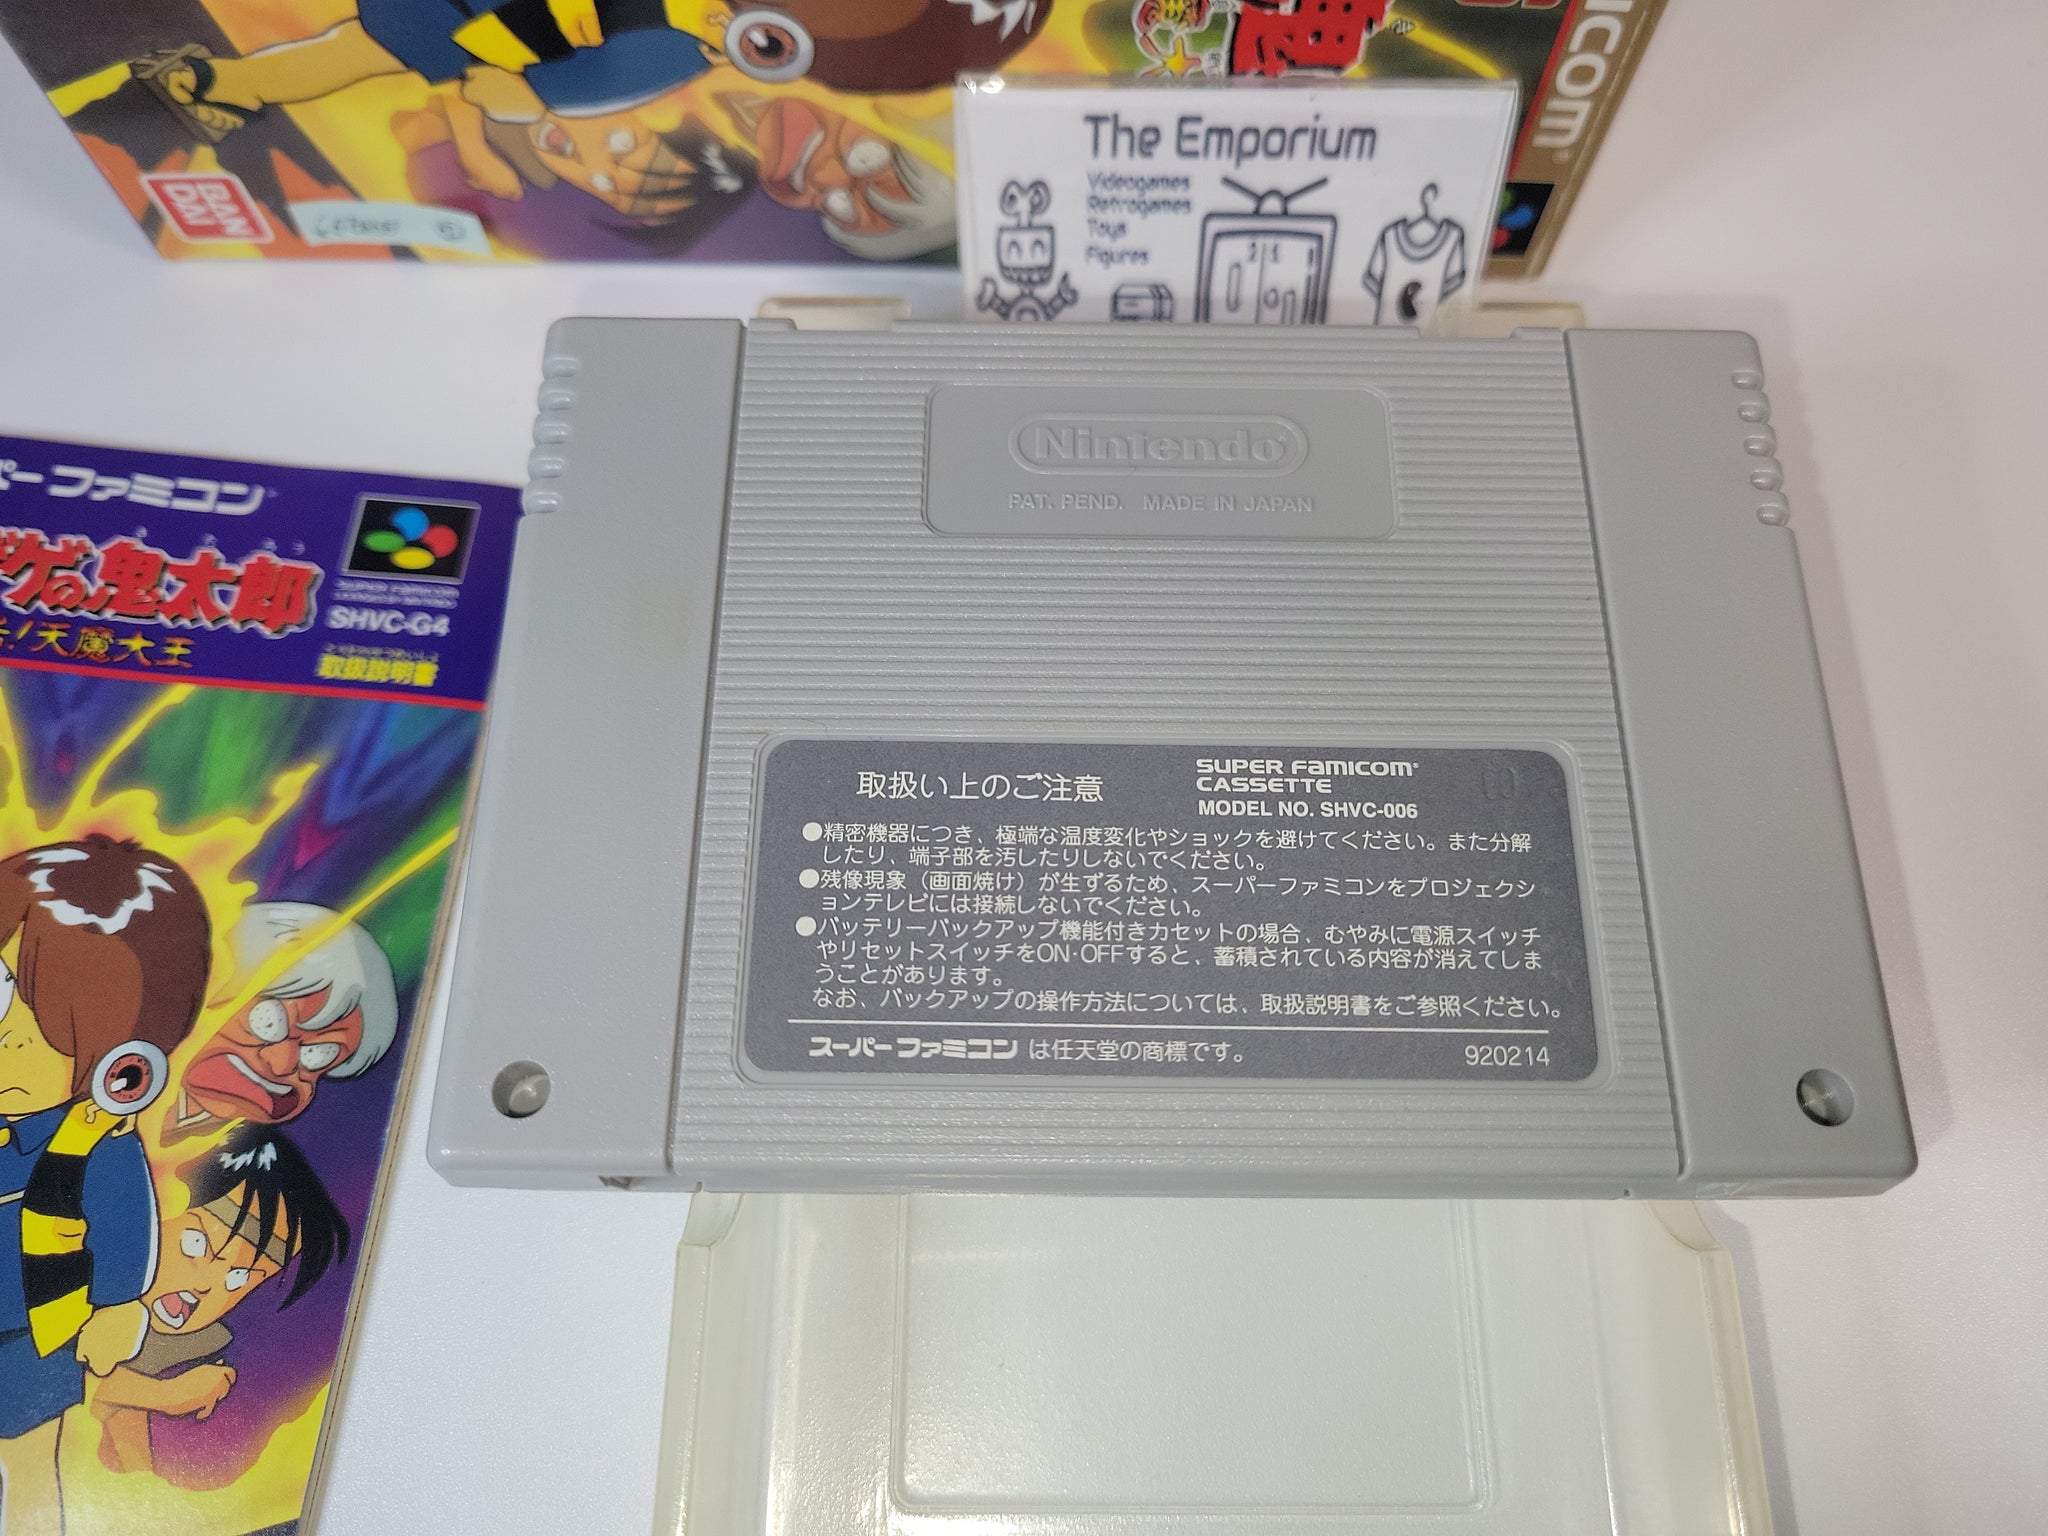 The Emporium
Videogames
Retrogames
Toys
Figures
BAN
DAI
ICOM
Nintendo
PAT. PEND. MADE IN JAPAN
取扱い上のご注意
SUPER FAMICOM
CASSETTE
MODEL NO. SHVC-006
●精密機器につき、極端な温度変化やショックを避けてください。また分解
したり、端子部を汚したりしないでください。
●残像現象（画面焼け）が生ずるため、スーパーファミコンをプロジェクシ
ョンテレビには接続しないでください。
●バッテリーバックアップ機能付きカセットの場合、むやみに電源スイッチ
やリセットスイッチをON·OFFすると、蓄積されている内容が消えてしま
うことがあります。
なお、バックアップの操作方法については、取扱説明書をご参照ください。
スーパーファミコン は任天堂の商標です。
920214
パーファミコン
ゲの鬼太郎
！天魔大王
SUPER FAMICOM
SHVC-G4
取扱説明書